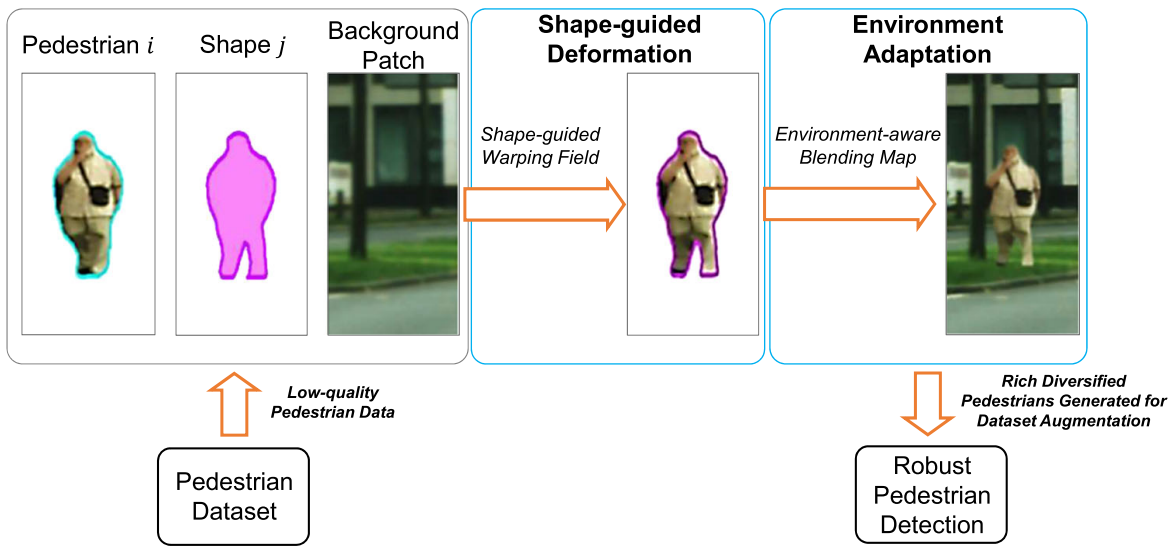 Pedestrian i
Shape j
Background
Patch
Shape-guided
Deformation
Environment
Adaptation
Shape-guided
Warping Field
Environment-aware
Blending Map
Low-quality
Pedestrian Data
Rich Diversified
Pedestrians Generated for
Dataset Augmentation
Pedestrian
Dataset
Robust
Pedestrian
Detection